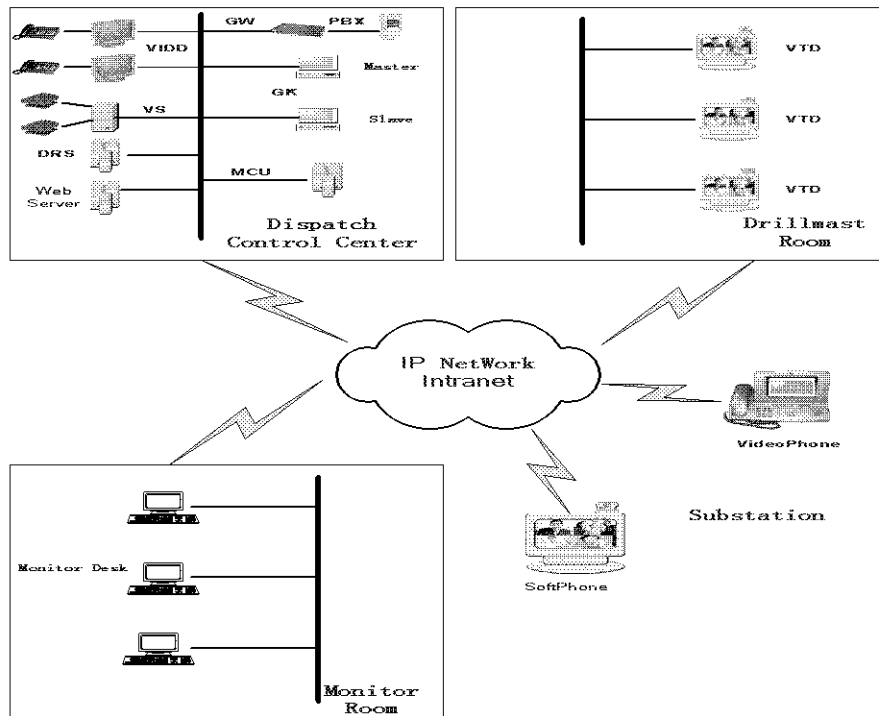 GW PBX
VIDD
Master
GK
VS
Slave
DRS
MCU
Web
Server
Dispatch
Control Center
VTD
VTD
VTD
Drillmast
Room
IP NetWork
Intranet
VideoPhone
Substation
SoftPhone
Monitor Desk
Monitor
Room